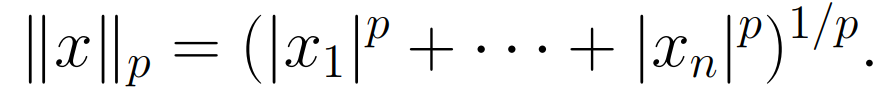 ‖x‖_p = (|x_1|^p + ⋯ + |x_n|^p)^{1/p}.